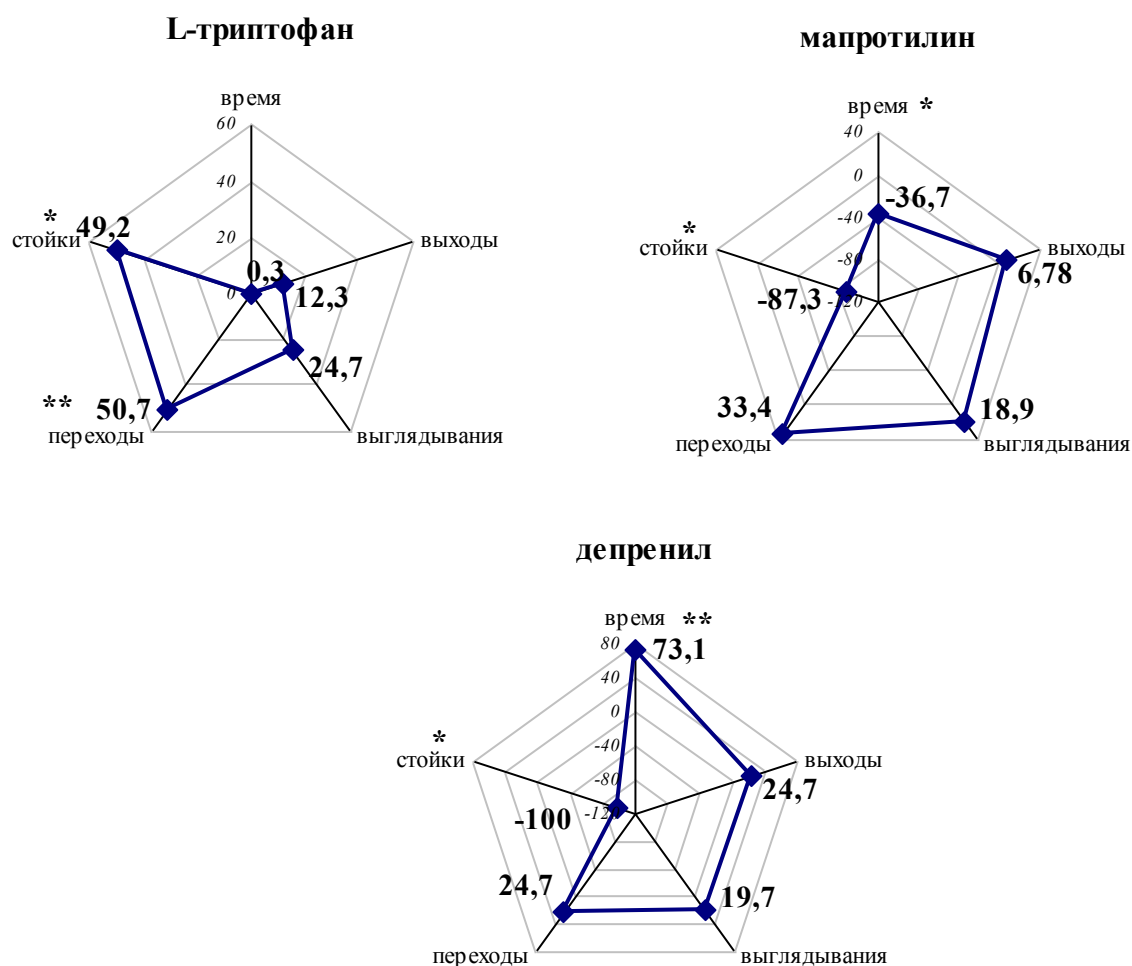 L-триптофан
время
60
40
20
0
0,3
выходы
12,3
24,7
выглядывания
** 50,7
переходы
* 49,2
стойки
мапротилин
время *
40
0
-40
-80
-120
-36,7
выходы
6,78
18,9
выглядывания
33,4
переходы
*
стойки
-87,3
депренил
время **
80
40
0
-40
-80
-120
73,1
выходы
24,7
19,7
выглядывания
24,7
переходы
*
стойки
-100